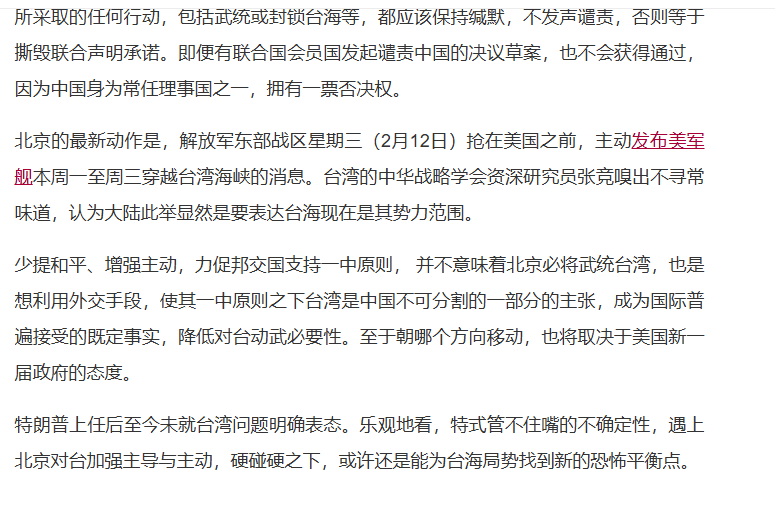 所采取的任何行动，包括武统或封锁台海等，都应该保持缄默，不发声谴责，否则等于
撕毁联合声明承诺。即便有联合国会员国发起谴责中国的决议草案，也不会获得通过，
因为中国身为常任理事国之一，拥有一票否决权。
北京的最新动作是，解放军东部战区星期三（2月12日）抢在美国之前，主动发布美军
舰本周一至周三穿越台湾海峡的消息。台湾的中华战略学会资深研究员张竞嗅出不寻常
味道，认为大陆此举显然是要表达台海现在是其势力范围。
少提和平、增强主动，力促邦交国支持一中原则， 并不意味着北京必将武统台湾，也是
想利用外交手段，使其一中原则之下台湾是中国不可分割的一部分的主张，成为国际普
遍接受的既定事实，降低对台动武必要性。至于朝哪个方向移动，也将取决于美国新一
届政府的态度。
特朗普上任后至今未就台湾问题明确表态。乐观地看，特式管不住嘴的不确定性，遇上
北京对台加强主导与主动，硬碰硬之下，或许还是能为台海局势找到新的恐怖平衡点。